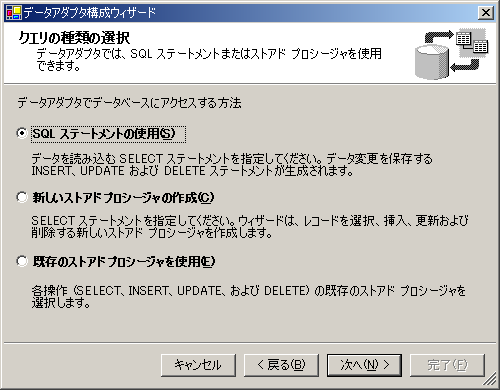 データアダプタ構成ウィザード
クエリの種類の選択
データアダプタでは、SQL ステートメントまたはストアド プロシージャを使用
できます。
データアダプタでデータベースにアクセスする方法
SQL ステートメントの使用(S)
データを読み込む SELECT ステートメントを指定してください。データ変更を保存する
INSERT、UPDATE および DELETE ステートメントが生成されます。
新しいストアド プロシージャの作成(C)
SELECT ステートメントを指定してください。ウィザードは、レコードを選択、挿入、更新および
削除する新しいストアド プロシージャを作成します。
既存のストアド プロシージャを使用(E)
各操作 (SELECT、INSERT、UPDATE、および DELETE) の既存のストアド プロシージャを
選択します。
キャンセル
< 戻る(B)
次へ(N) >
完了(F)